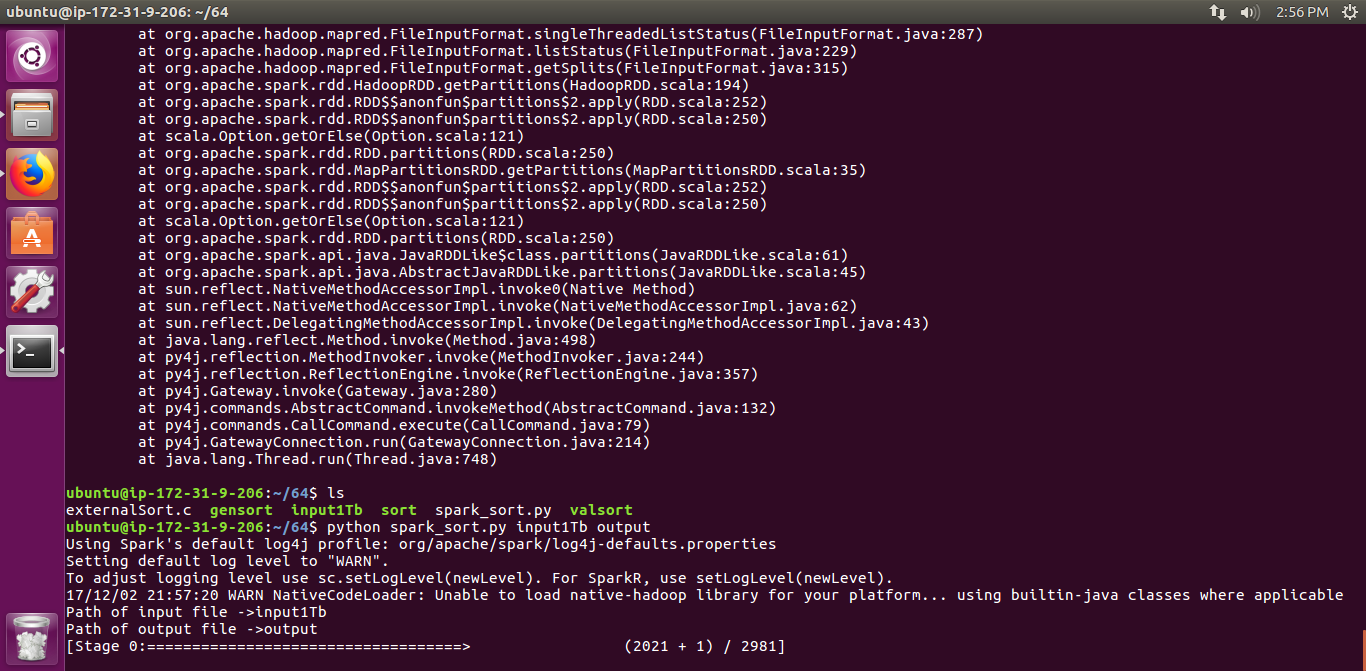 ubuntu@ip-172-31-9-206: ~/64
2:56 PM
at org.apache.hadoop.mapred.FileInputFormat.singleThreadedListStatus(FileInputFormat.java:287)
at org.apache.hadoop.mapred.FileInputFormat.listStatus(FileInputFormat.java:229)
at org.apache.hadoop.mapred.FileInputFormat.getSplits(FileInputFormat.java:315)
at org.apache.spark.rdd.HadoopRDD.getPartitions(HadoopRDD.scala:194)
at org.apache.spark.rdd.RDD$$anonfun$partitions$2.apply(RDD.scala:252)
at org.apache.spark.rdd.RDD$$anonfun$partitions$2.apply(RDD.scala:250)
at scala.Option.getOrElse(Option.scala:121)
at org.apache.spark.rdd.RDD.partitions(RDD.scala:250)
at org.apache.spark.rdd.MapPartitionsRDD.getPartitions(MapPartitionsRDD.scala:35)
at org.apache.spark.rdd.RDD$$anonfun$partitions$2.apply(RDD.scala:252)
at org.apache.spark.rdd.RDD$$anonfun$partitions$2.apply(RDD.scala:250)
at scala.Option.getOrElse(Option.scala:121)
at org.apache.spark.rdd.RDD.partitions(RDD.scala:250)
at org.apache.spark.api.java.JavaRDDLike$class.partitions(JavaRDDLike.scala:61)
at org.apache.spark.api.java.AbstractJavaRDDLike.partitions(JavaRDDLike.scala:45)
at sun.reflect.NativeMethodAccessorImpl.invoke0(Native Method)
at sun.reflect.NativeMethodAccessorImpl.invoke(NativeMethodAccessorImpl.java:62)
at sun.reflect.DelegatingMethodAccessorImpl.invoke(DelegatingMethodAccessorImpl.java:43)
at java.lang.reflect.Method.invoke(Method.java:498)
at py4j.reflection.MethodInvoker.invoke(MethodInvoker.java:244)
at py4j.reflection.ReflectionEngine.invoke(ReflectionEngine.java:357)
at py4j.Gateway.invoke(Gateway.java:280)
at py4j.commands.AbstractCommand.invokeMethod(AbstractCommand.java:132)
at py4j.commands.CallCommand.execute(CallCommand.java:79)
at py4j.GatewayConnection.run(GatewayConnection.java:214)
at java.lang.Thread.run(Thread.java:748)
ubuntu@ip-172-31-9-206:~/64$ ls
externalSort.c gensort input1Tb sort spark_sort.py valsort
ubuntu@ip-172-31-9-206:~/64$ python spark_sort.py input1Tb output
Using Spark's default log4j profile: org/apache/spark/log4j-defaults.properties
Setting default log level to "WARN".
To adjust logging level use sc.setLogLevel(newLevel). For SparkR, use setLogLevel(newLevel).
17/12/02 21:57:20 WARN NativeCodeLoader: Unable to load native-hadoop library for your platform... using builtin-java classes where applicable
Path of input file ->input1Tb
Path of output file ->output
[Stage 0:===================================> (2021 + 1) / 2981]